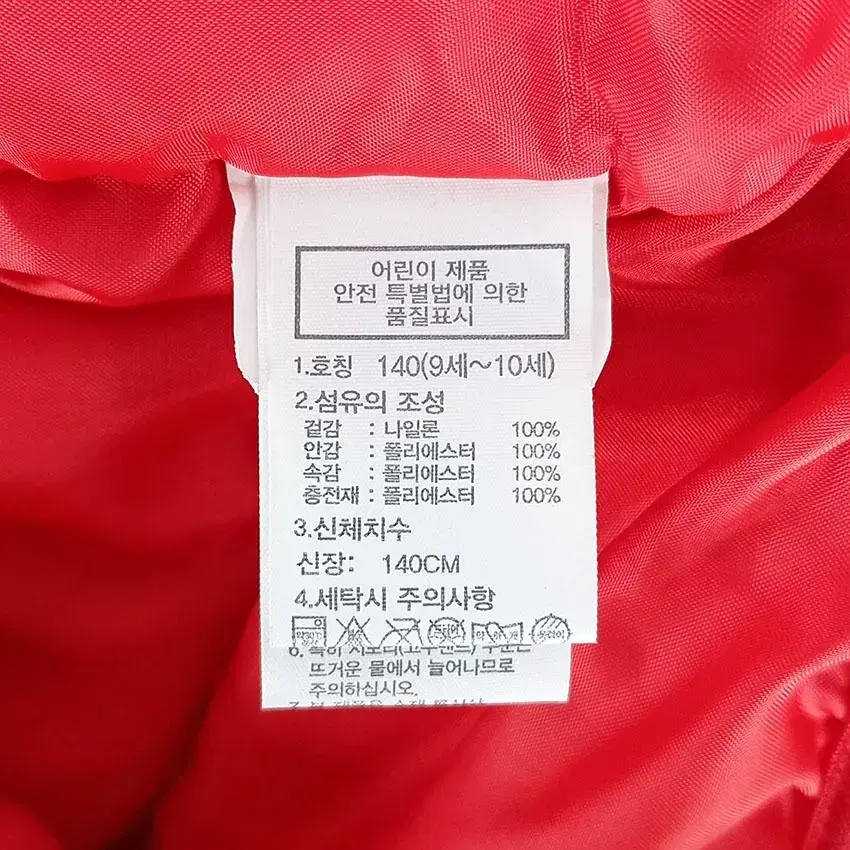 어린이 제품
안전 특별법에 의한
품질표시
1.호칭 140(9세~10세)
2.섬유의 조성
겉감 : 나일론 100%
안감 : 폴리에스터 100%
속감 : 폴리에스터 100%
충전재 : 폴리에스터 100%
3.신체치수
신장: 140CM
4.세탁시 주의사항
약30℃
뜨거운 물에서 늘어나므로
주의하십시오.